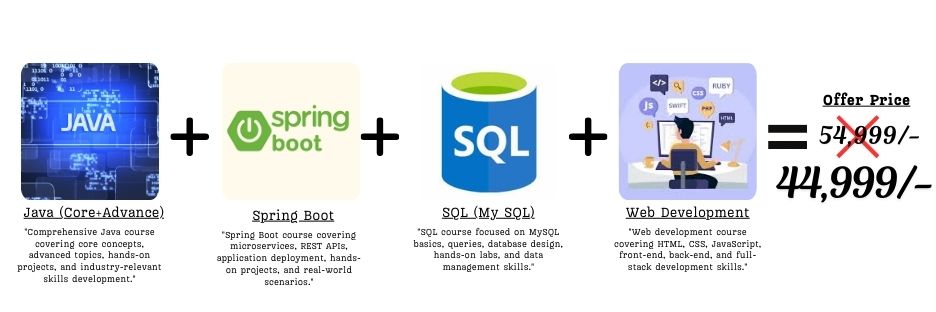 JAVA
Java (Core+Advance)
"Comprehensive Java course
covering core concepts,
advanced topics, hands-on
projects, and industry-relevant
skills development."
+
spring
boot
Spring Boot
"Spring Boot course covering
microservices, REST APIs,
application deployment, hands-
on projects, and real-world
scenarios."
+
SQL
SQL (My SQL)
"SQL course focused on MySQL
basics, queries, database design,
hands-on labs, and data
management skills."
+
</>
RUBY
Js
SWIFT
CSS
PHP
HTML
Web Development
"Web development course
covering HTML, CSS, JavaScript,
front-end, back-end, and full-
stack development skills."
=
Offer Price
54,999/-
44,999/-